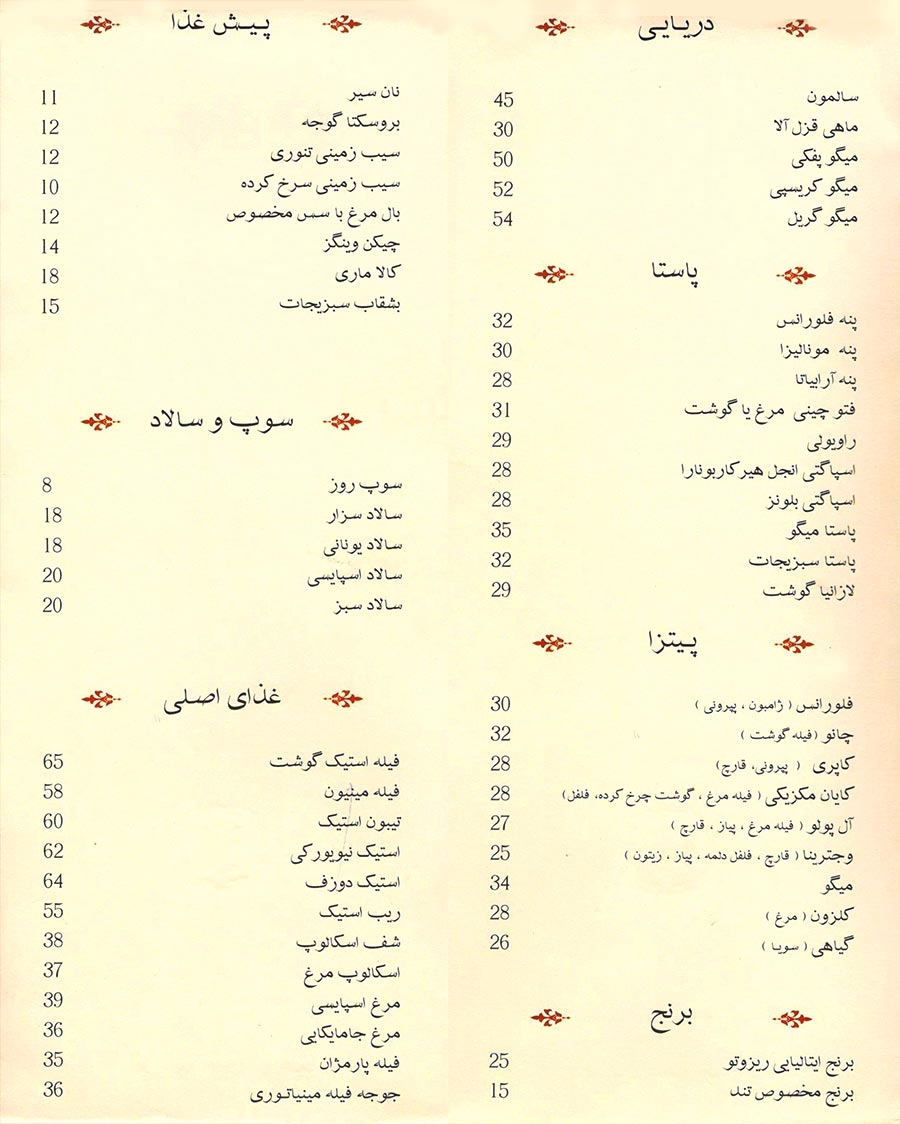 دریایی
سالمون 45
ماهی قزل آلا 30
میگو پفکی 50
میگو کریسپی 52
میگو گریل 54
پاستا
پنه فلورانس 32
پنه مونالیزا 30
پنه آرابیاتا 28
فتو چینی مرغ یا گوشت 31
راویولی 29
اسپاگتی انجل هیرکاربونارا 28
اسپاگتی بلونز 28
پاستا میگو 35
پاستا سبزیجات 32
لازانیا گوشت 29
پیتزا
فلورانس ( ژامبون ، پپرونی ) 30
چانو ( فیله گوشت ) 32
کاپری ( پپرونی، قارچ) 28
کایان مکزیکی ( فیله مرغ ، گوشت چرخ کرده، فلفل) 28
آل پولو ( فیله مرغ ، پیاز ، قارچ ) 27
وجترینا ( قارچ ، فلفل دلمه ، پیاز ، زیتون ) 25
میگو 34
کلزون ( مرغ ) 28
گیاهی ( سویا ) 26
برنج
برنج ایتالیایی ریزوتو 25
برنج مخصوص تند 15
پیش غذا
نان سیر 11
بروسکتا گوجه 12
سیب زمینی تنوری 12
سیب زمینی سرخ کرده 10
بال مرغ با سس مخصوص 12
چیکن وینگز 14
کالا ماری 18
بشقاب سبزیجات 15
سوپ و سالاد
سوپ روز 8
سالاد سزار 18
سالاد یونانی 18
سالاد اسپایسی 20
سالاد سبز 20
غذای اصلی
فیله استیک گوشت 65
فیله مینیون 58
تیبون استیک 60
استیک نیویورکی 62
استیک دوزف 64
ریب استیک 55
شف اسکالوپ 38
اسکالوپ مرغ 37
مرغ اسپایسی 39
مرغ جامایکایی 36
فیله پارمژان 35
جوجه فیله مینیاتوری 36